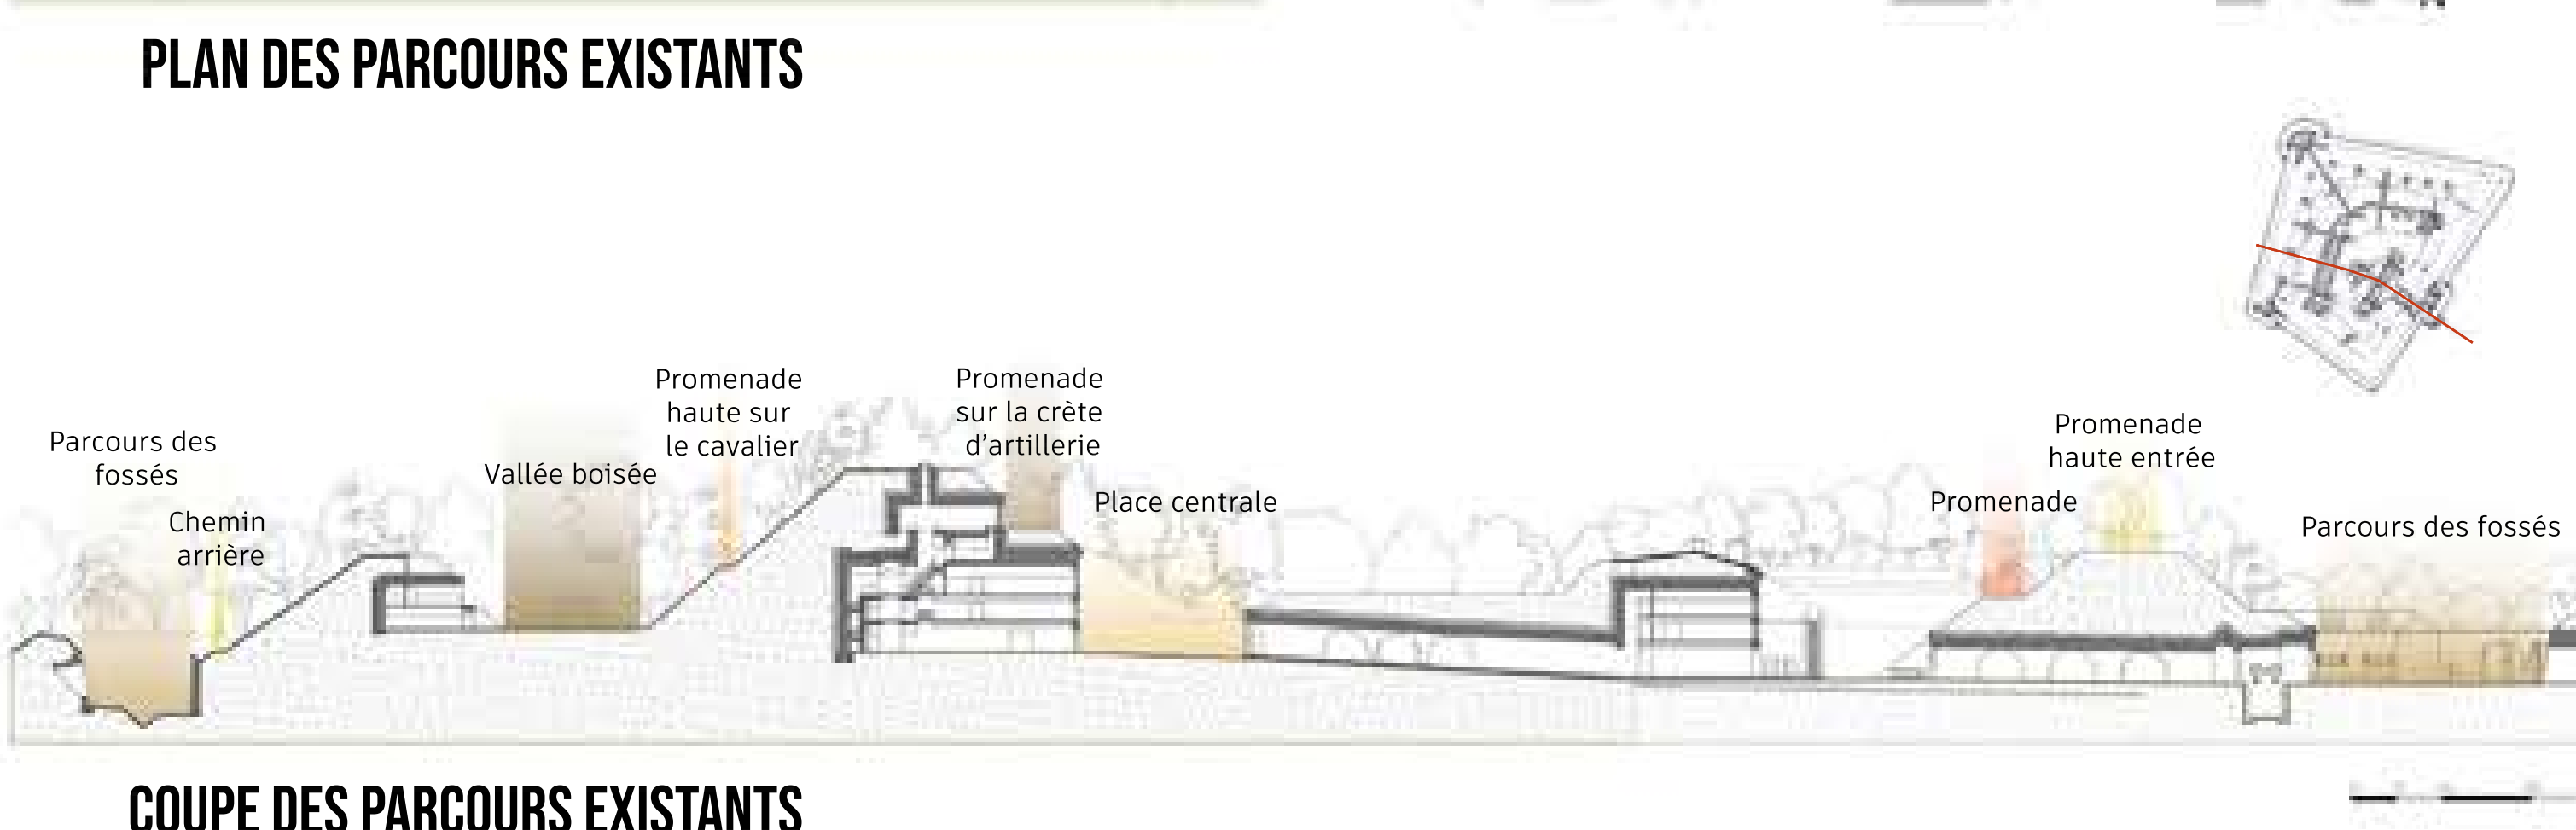 PLAN DES PARCOURS EXISTANTS
Parcours des
fossés
Chemin
arrière
Vallée boisée
Promenade
haute sur
le cavalier
Promenade
sur la crète
d'artillerie
Place centrale
Promenade
Promenade
haute entrée
Parcours des fossés
COUPE DES PARCOURS EXISTANTS